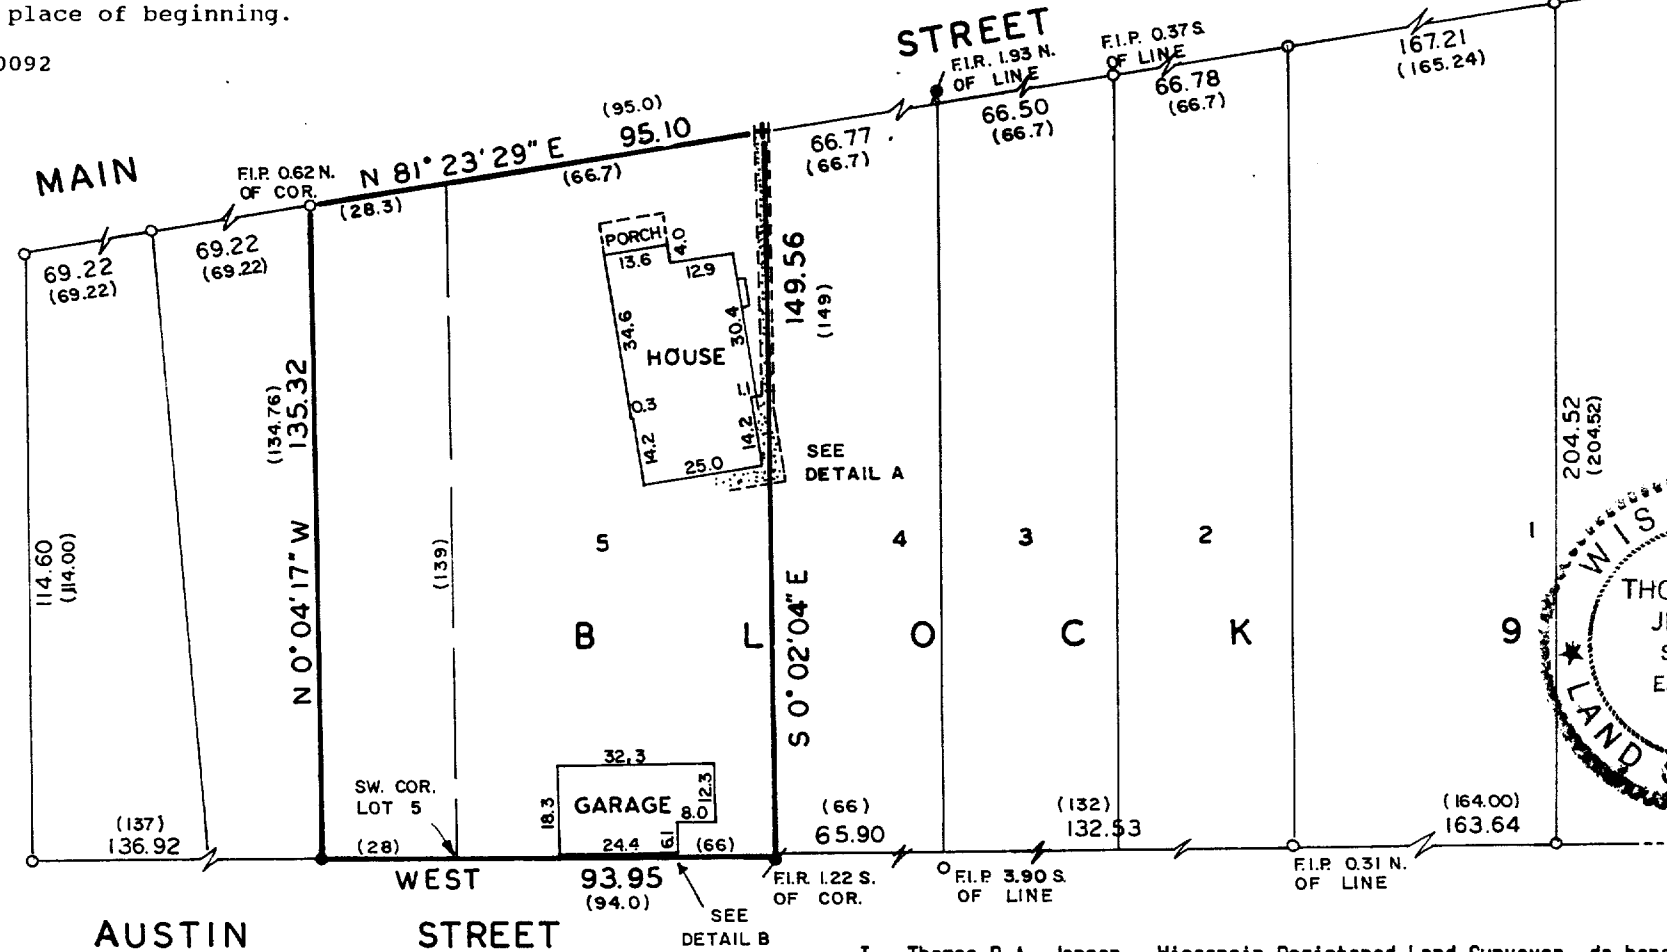 place of beginning.
0092
STREET
F.I.R. 1.93 N.
OF LINE
F.I.P. 0.37 S.
OF LINE
167.21
(165.24)
66.78
(66.7)
66.50
(66.7)
66.77
(66.7)
(95.0)
N 81° 23' 29" E 95.10
(66.7)
(28.3)
MAIN
F.I.P. 0.62 N.
OF COR.
69.22
(69.22)
69.22
(69.22)
PORCH
4.0
13.6
12.9
34.6
30.4
HOUSE
0.3
1.1
14.2
14.2
25.0
149.56
(149)
SEE
DETAIL A
135.32
(134.76)
N 0° 04' 17" W
114.60
(114.00)
(139)
204.52
(204.52)
5 4 3 2 1
B L O C K 9
S 0° 02' 04" E
WIS
THO
LAND
32.3
GARAGE
18.3
12.3
8.0
24.4
6.1
(66)
SW. COR.
LOT 5
(28)
(137)
136.92
(66)
65.90
(132)
132.53
(164.00)
163.64
WEST
93.95
(94.0)
F.I.R. 1.22 S.
OF COR.
F.I.P. 3.90 S.
OF LINE
F.I.P. 0.31 N.
OF LINE
AUSTIN STREET
SEE
DETAIL B